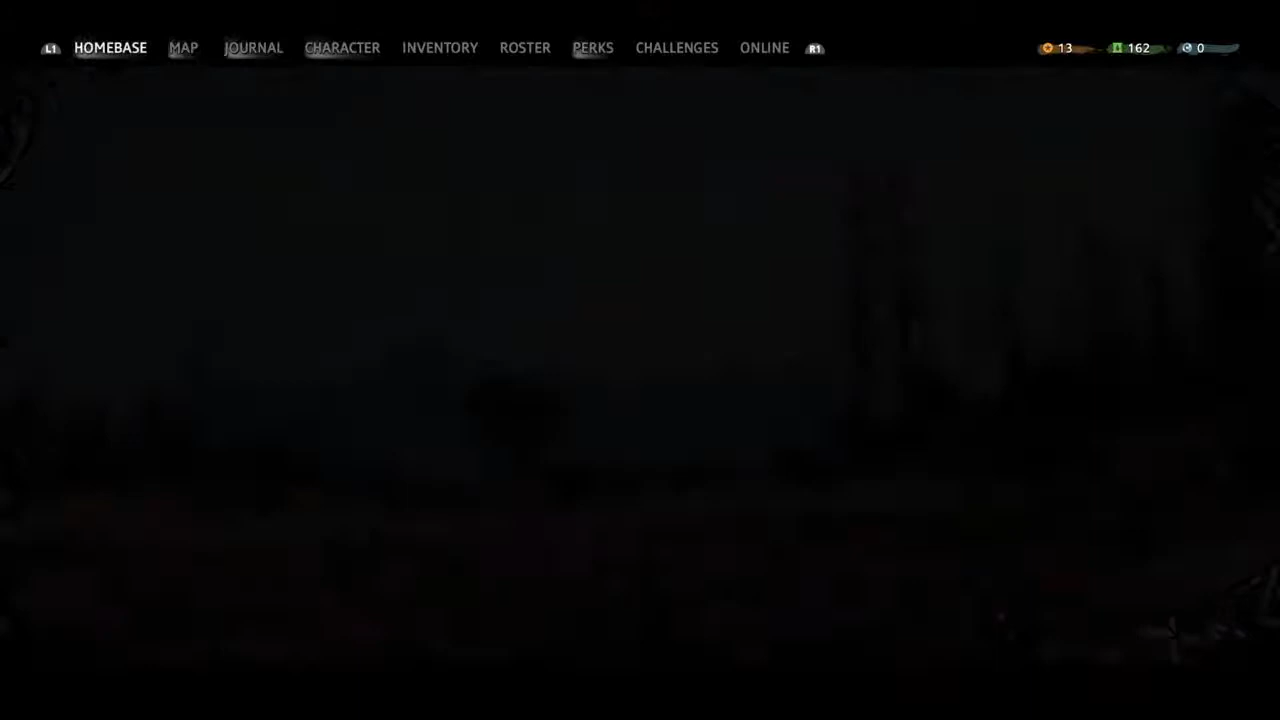 L1 HOMEBASE MAP JOURNAL CHARACTER INVENTORY ROSTER PERKS CHALLENGES ONLINE R1 13 162 0